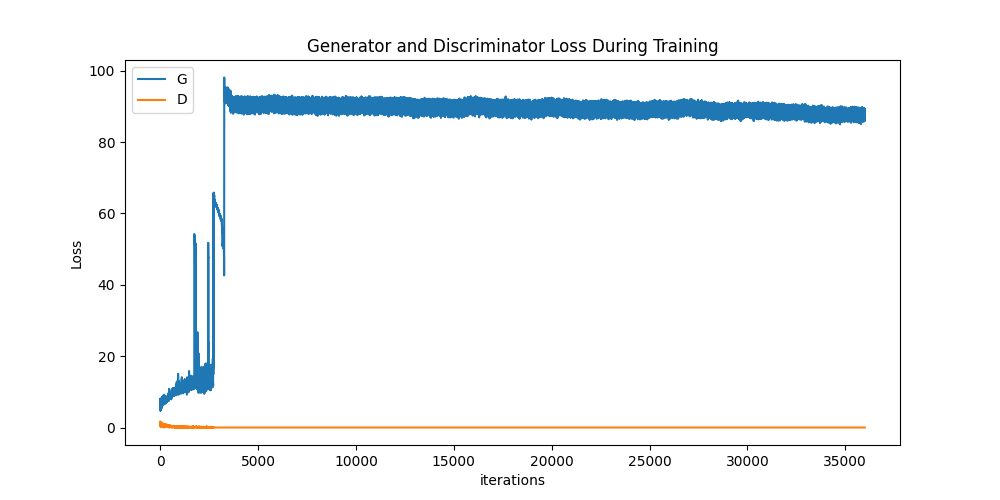 Generator and Discriminator Loss During Training
G
D
100
80
60
40
20
0
Loss
0 5000 10000 15000 20000 25000 30000 35000
iterations